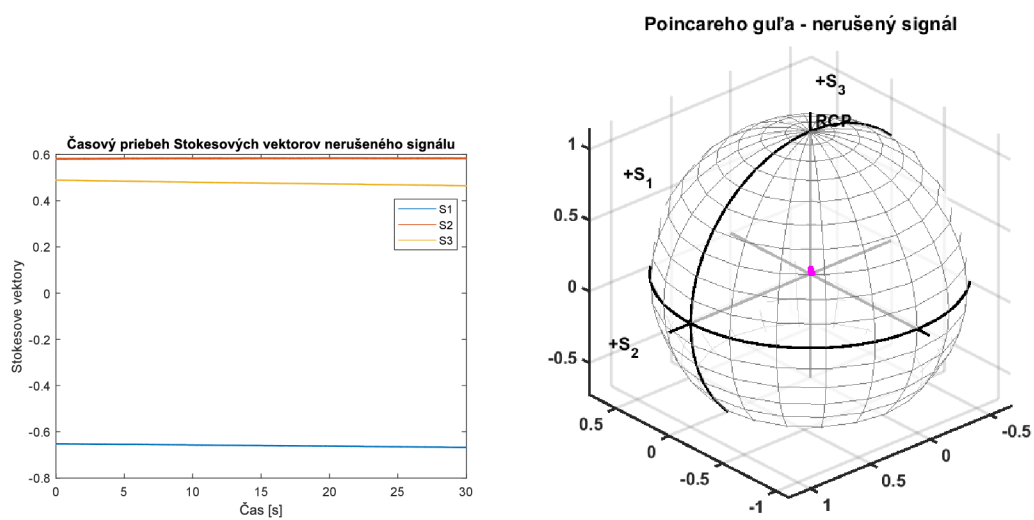 Časový priebeh Stokesových vektorov nerušeného signálu
0.6
0.4
0.2
0
-0.2
-0.4
-0.6
-0.8
Stokesove vektory
S1
S2
S3
0
5
10
15
20
25
30
Čas [s]
Poincareho guľa - nerušený signál
+S3
RCP
+S1
+S2
1
0.5
0
-0.5
0.5
0
-0.5
-1
1
0.5
0
-0.5